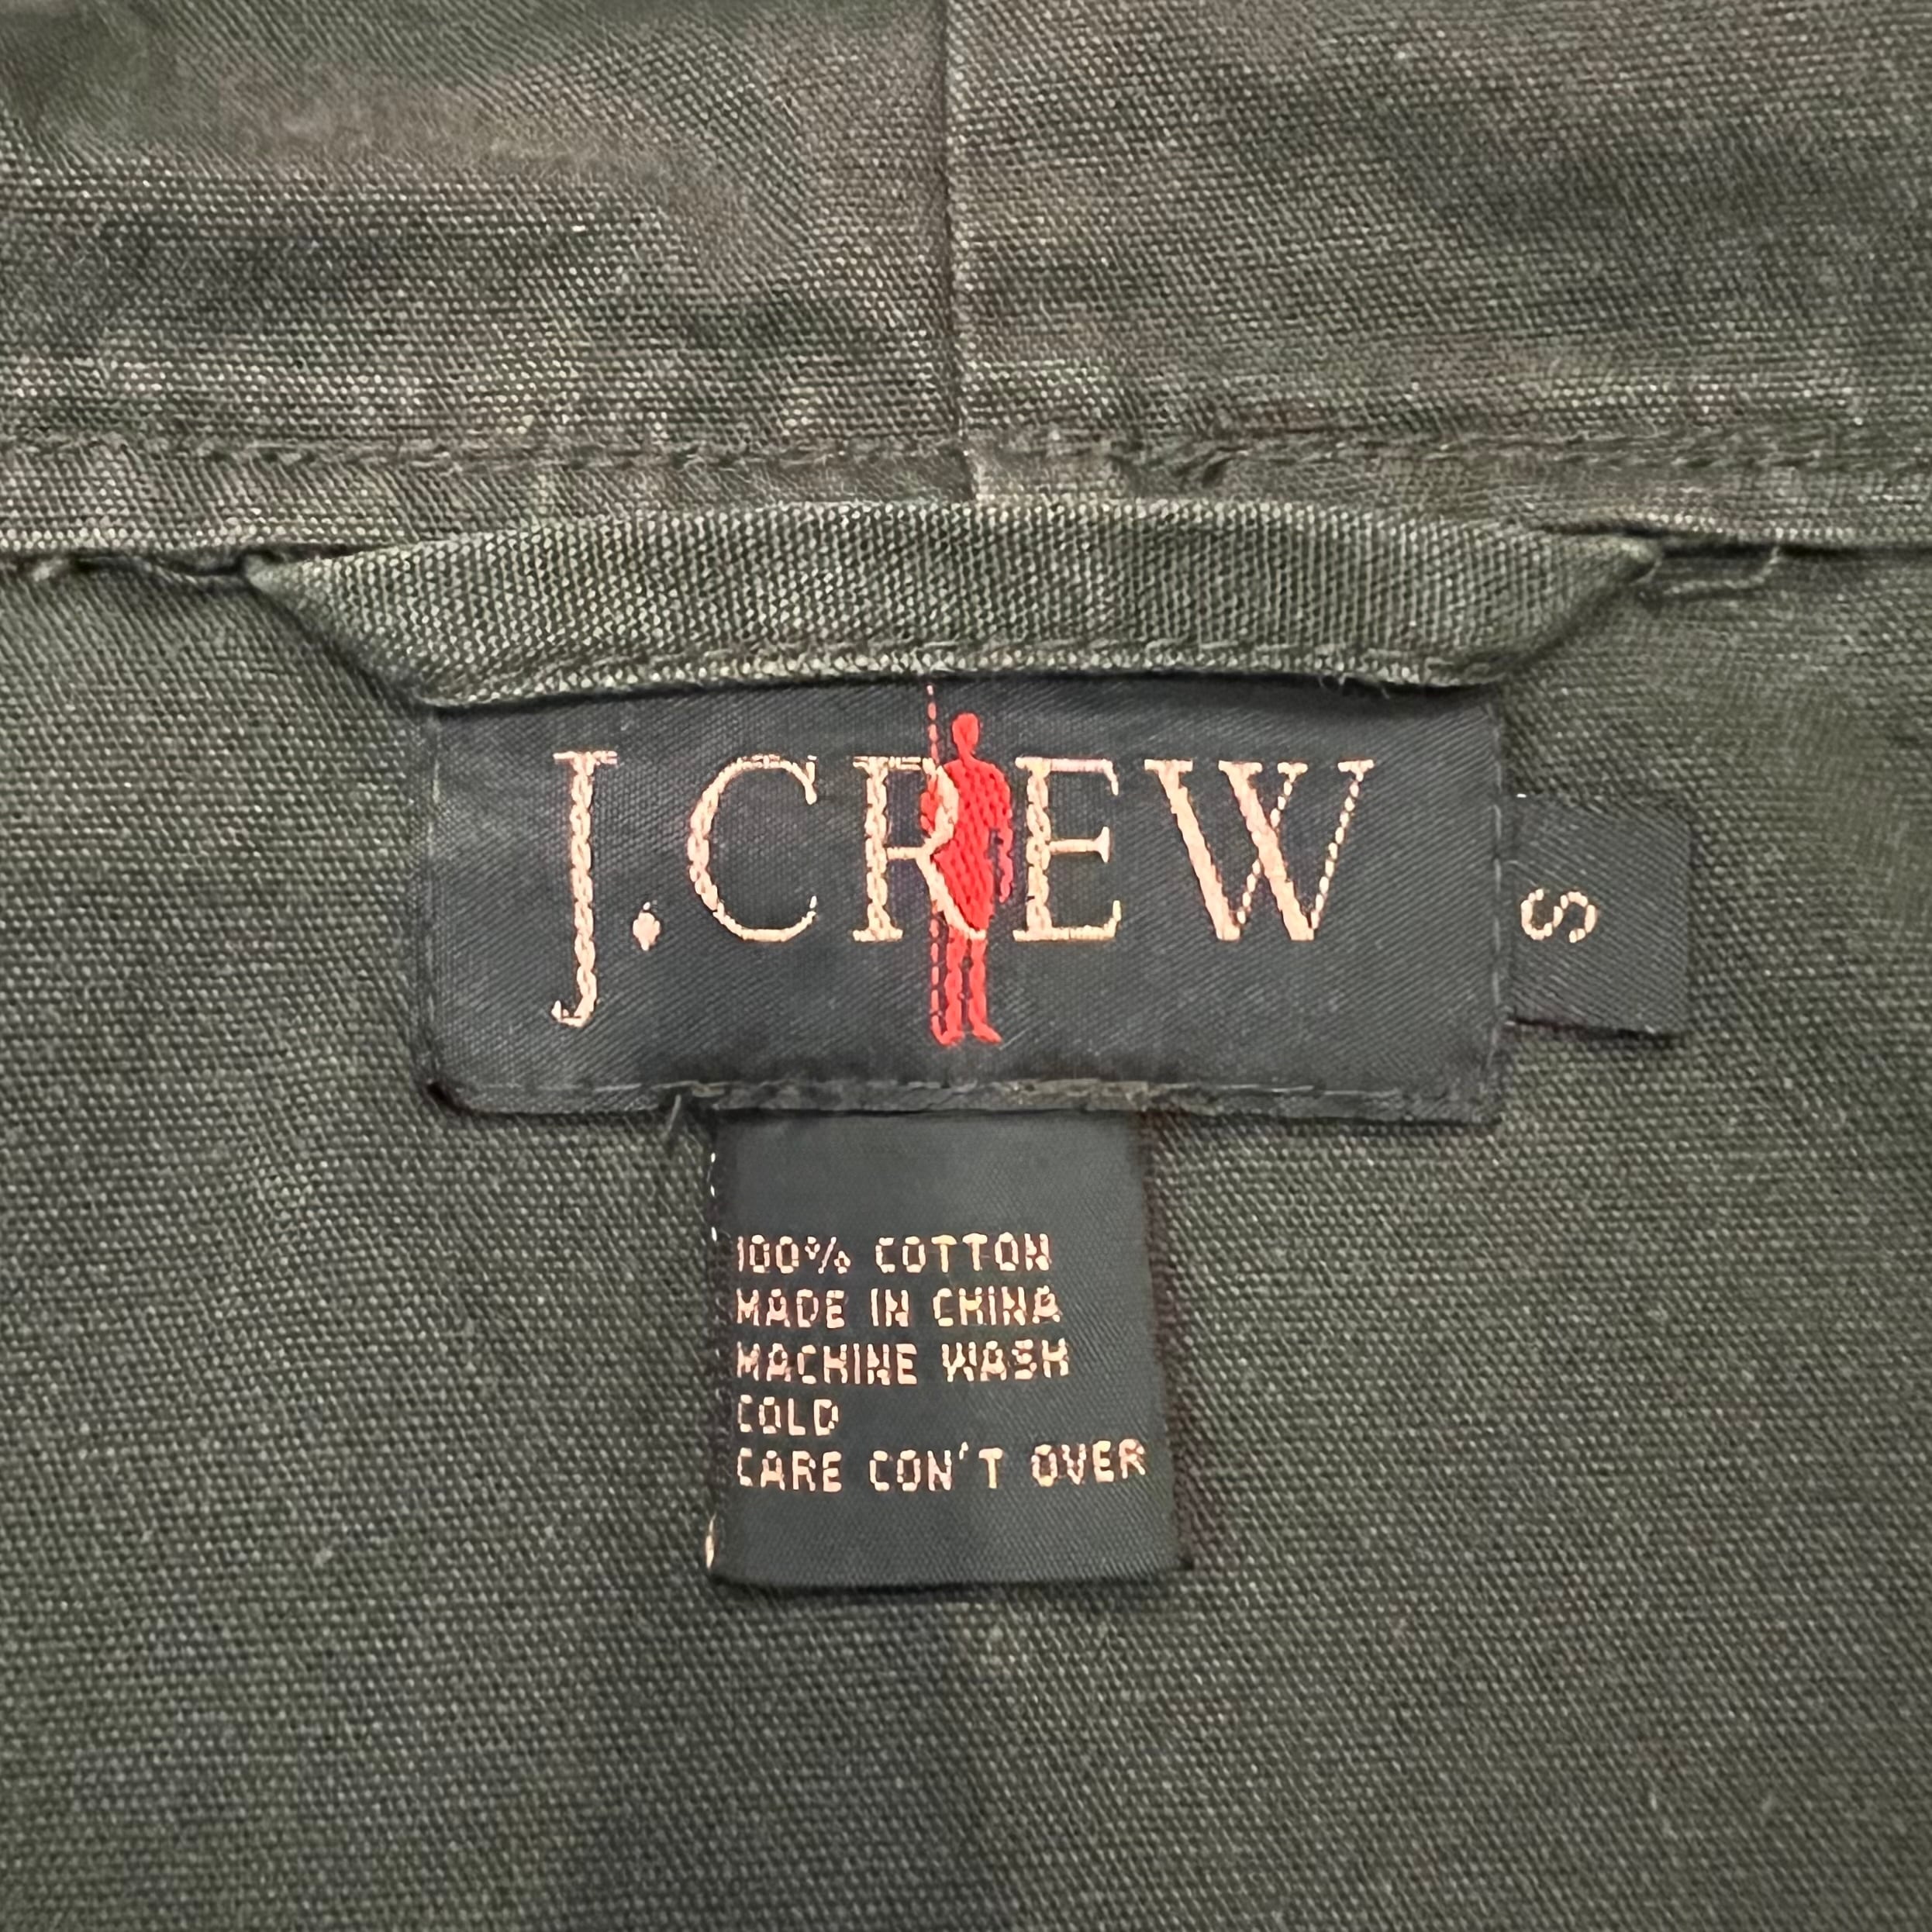 J.CREW
S
100% COTTON
MADE IN CHINA
MACHINE WASH
COLD
CARE CON'T OVER